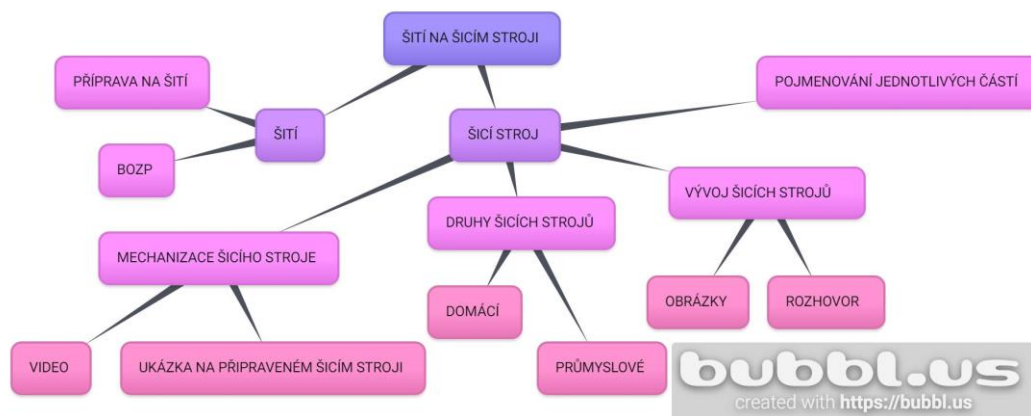 ŠITÍ NA ŠICÍM STROJI
PŘÍPRAVA NA ŠITÍ
POJMENOVÁNÍ JEDNOTLIVÝCH ČÁSTÍ
ŠITÍ
ŠICÍ STROJ
BOZP
VÝVOJ ŠICÍCH STROJŮ
DRUHY ŠICÍCH STROJŮ
MECHANIZACE ŠICÍHO STROJE
DOMÁCÍ
OBRÁZKY
ROZHOVOR
VIDEO
UKÁZKA NA PŘIPRAVENÉM ŠICÍM STROJI
PRŮMYSLOVÉ
bubbl.us
created with https://bubbl.us